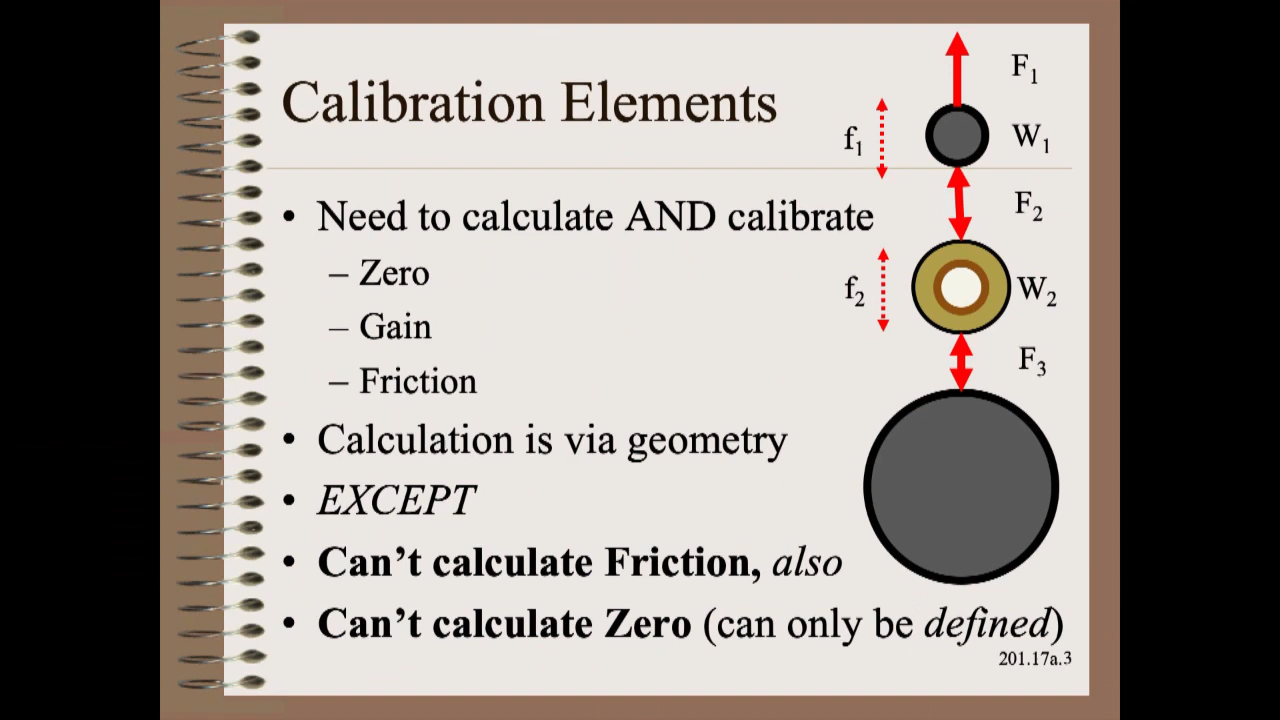 Calibration Elements
• Need to calculate AND calibrate
– Zero
– Gain
– Friction
• Calculation is via geometry
• EXCEPT
• Can't calculate Friction, also
• Can't calculate Zero (can only be defined)
F1
W1
f1
F2
f2
W2
F3
201.17a.3